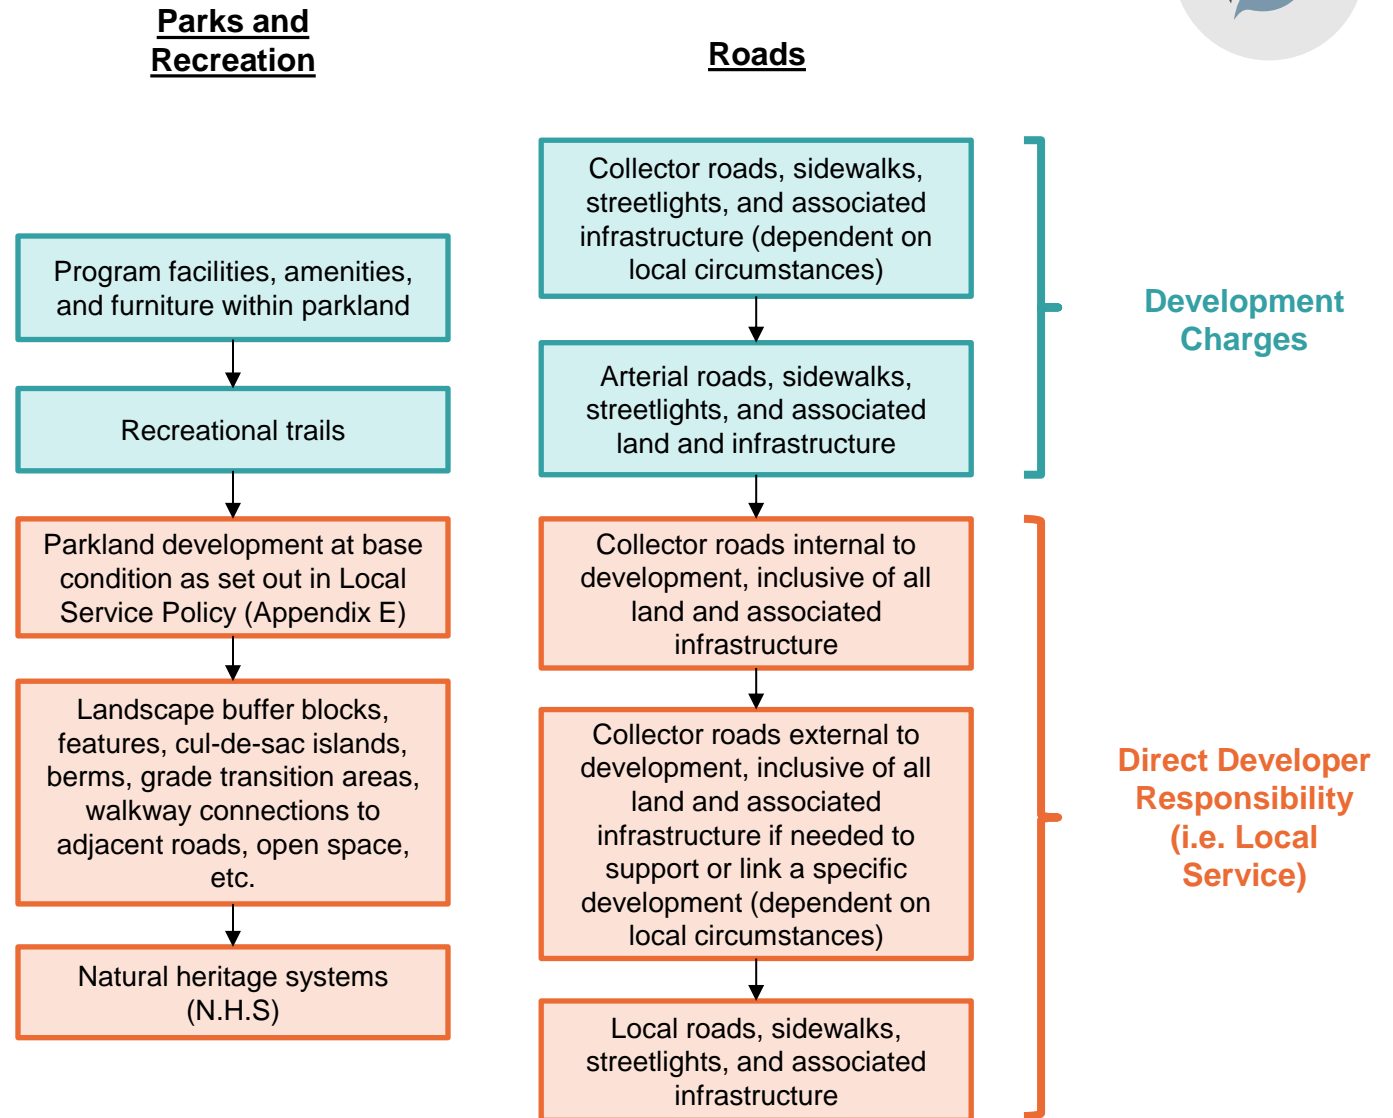 Parks and
Recreation
Roads
Program facilities, amenities,
and furniture within parkland
Recreational trails
Parkland development at base
condition as set out in Local
Service Policy (Appendix E)
Landscape buffer blocks,
features, cul-de-sac islands,
berms, grade transition areas,
walkway connections to
adjacent roads, open space,
etc.
Natural heritage systems
(N.H.S)
Collector roads, sidewalks,
streetlights, and associated
infrastructure (dependent on
local circumstances)
Arterial roads, sidewalks,
streetlights, and associated
land and infrastructure
Collector roads internal to
development, inclusive of all
land and associated
infrastructure
Collector roads external to
development, inclusive of all
land and associated
infrastructure if needed to
support or link a specific
development (dependent on
local circumstances)
Local roads, sidewalks,
streetlights, and associated
infrastructure
Development
Charges
Direct Developer
Responsibility
(i.e. Local
Service)